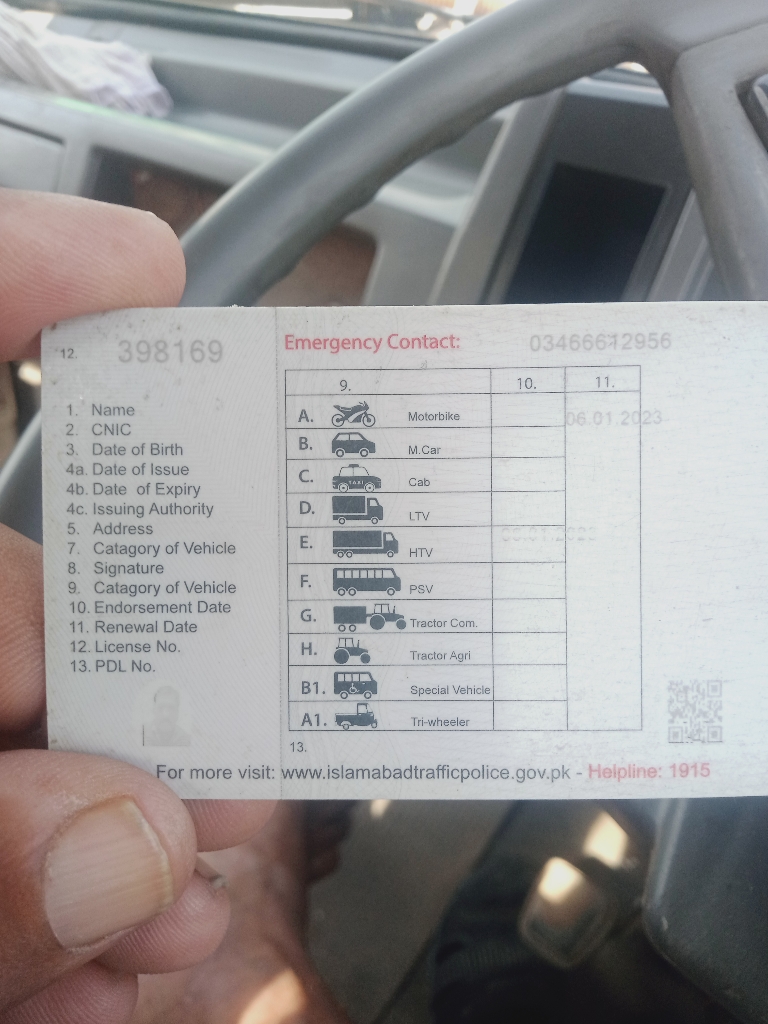 12. 398169
Emergency Contact: 03466612956
1. Name
2. CNIC
3. Date of Birth
4a. Date of Issue
4b. Date of Expiry
4c. Issuing Authority
5. Address
7. Catagory of Vehicle
8. Signature
9. Catagory of Vehicle
10. Endorsement Date
11. Renewal Date
12. License No.
13. PDL No.
9. 10. 11.
A. Motorbike 06.01.2023
B. M.Car
C. TAXI Cab
D. LTV
E. HTV
F. PSV
G. Tractor Com.
H. Tractor Agri
B1. Special Vehicle
A1. Tri-wheeler
13.
For more visit: www.islamabadtrafficpolice.gov.pk - Helpline: 1915